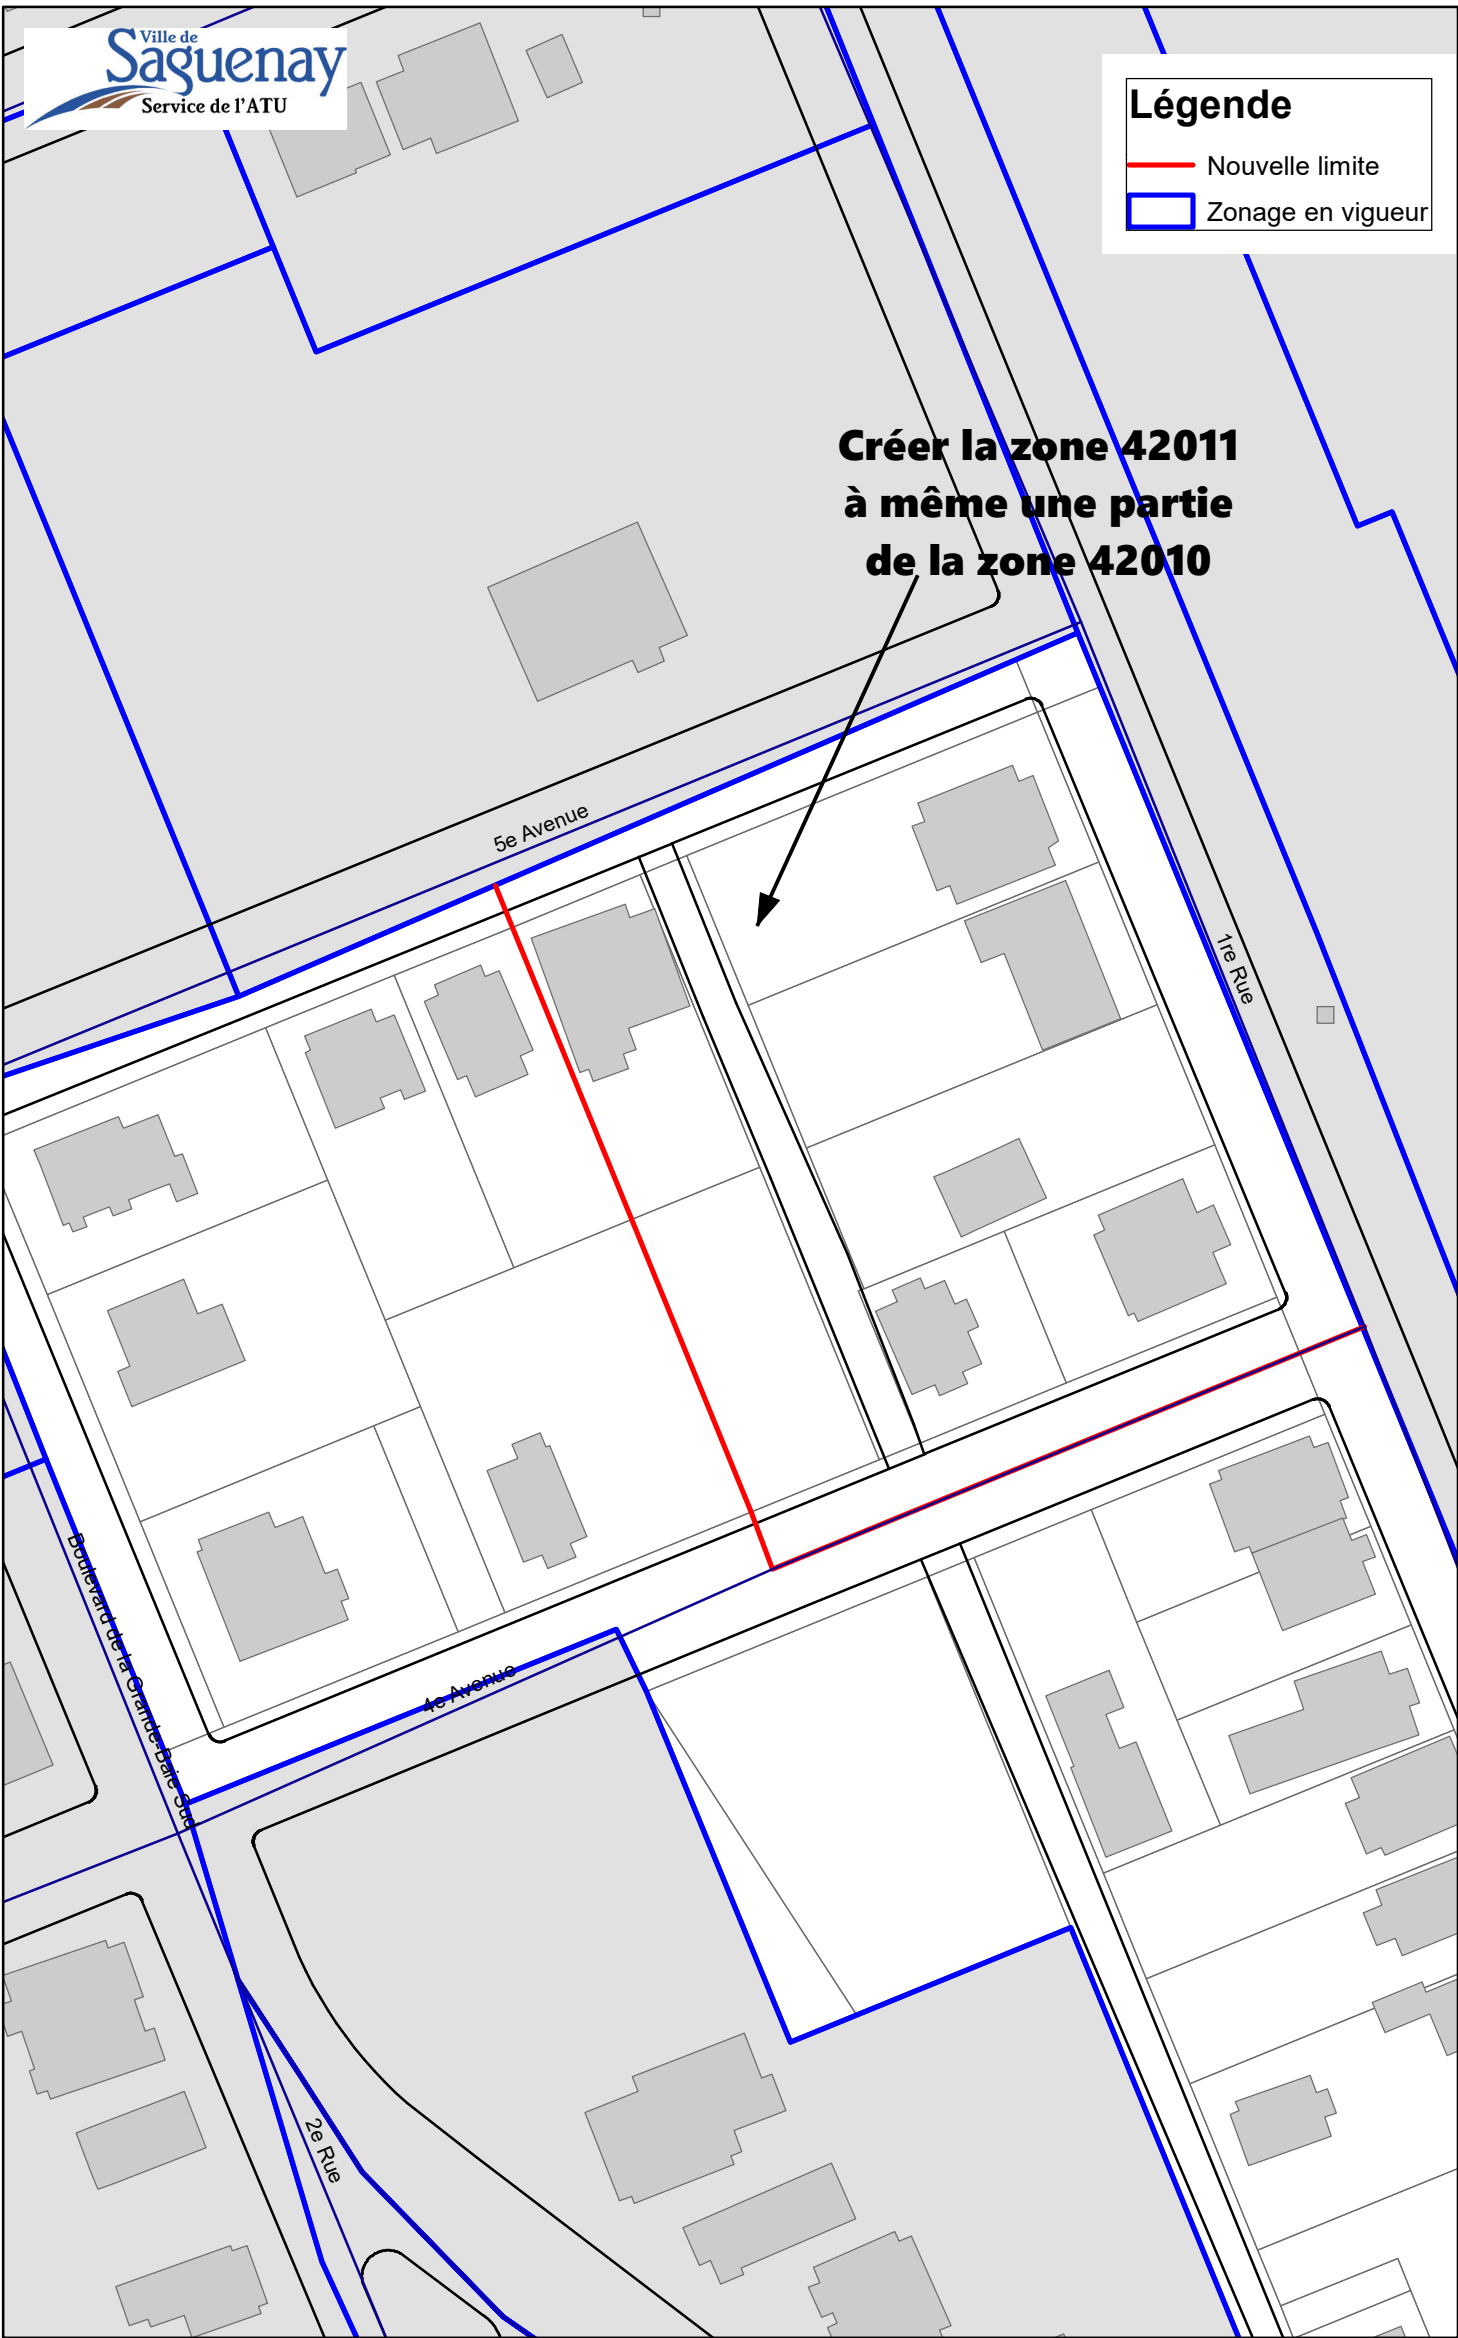 Ville de
Saguenay
Service de l'ATU
Légende
Nouvelle limite
Zonage en vigueur
Créer la zone 42011
à même une partie
de la zone 42010
5e Avenue
1re Rue
Boulevard de la Grande-Baie Sud
4e Avenue
2e Rue